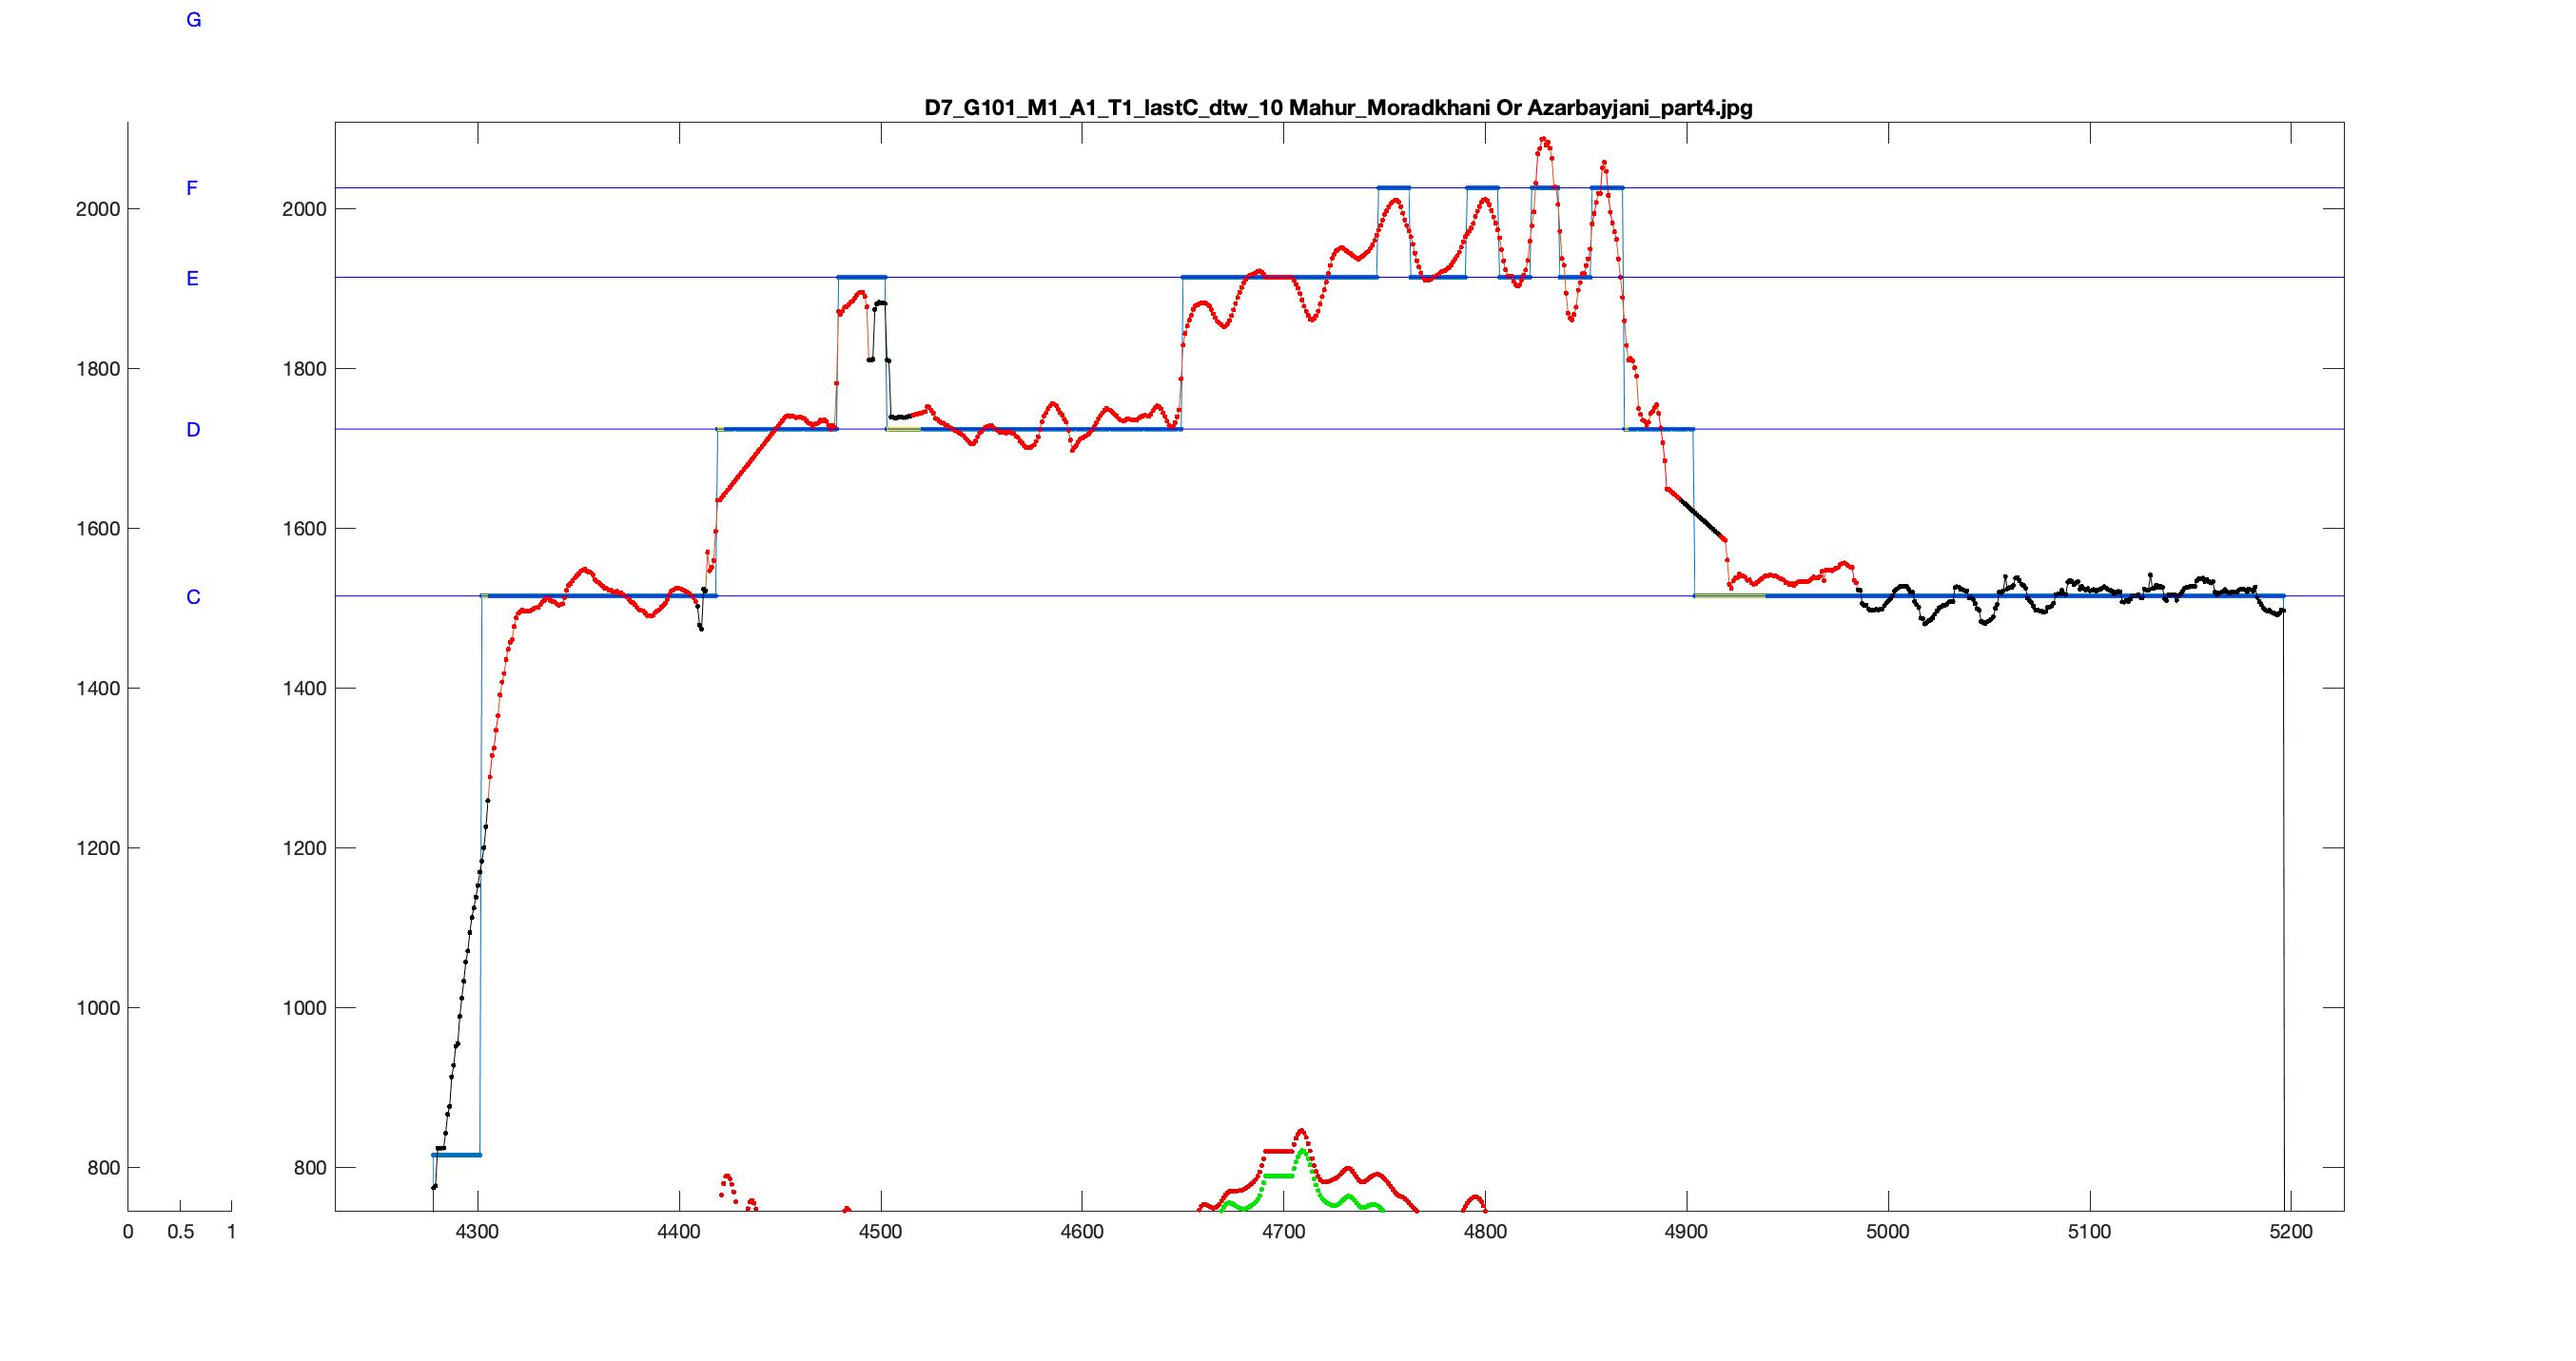 G
D7_G101_M1_A1_T1_lastC_dtw_10 Mahur_Moradkhani Or Azarbayjani_part4.jpg
F
2000 2000
E
1800 1800
D
1600 1600
C
1400 1400
1200 1200
1000 1000
800 800
0 0.5 1 4300 4400 4500 4600 4700 4800 4900 5000 5100 5200